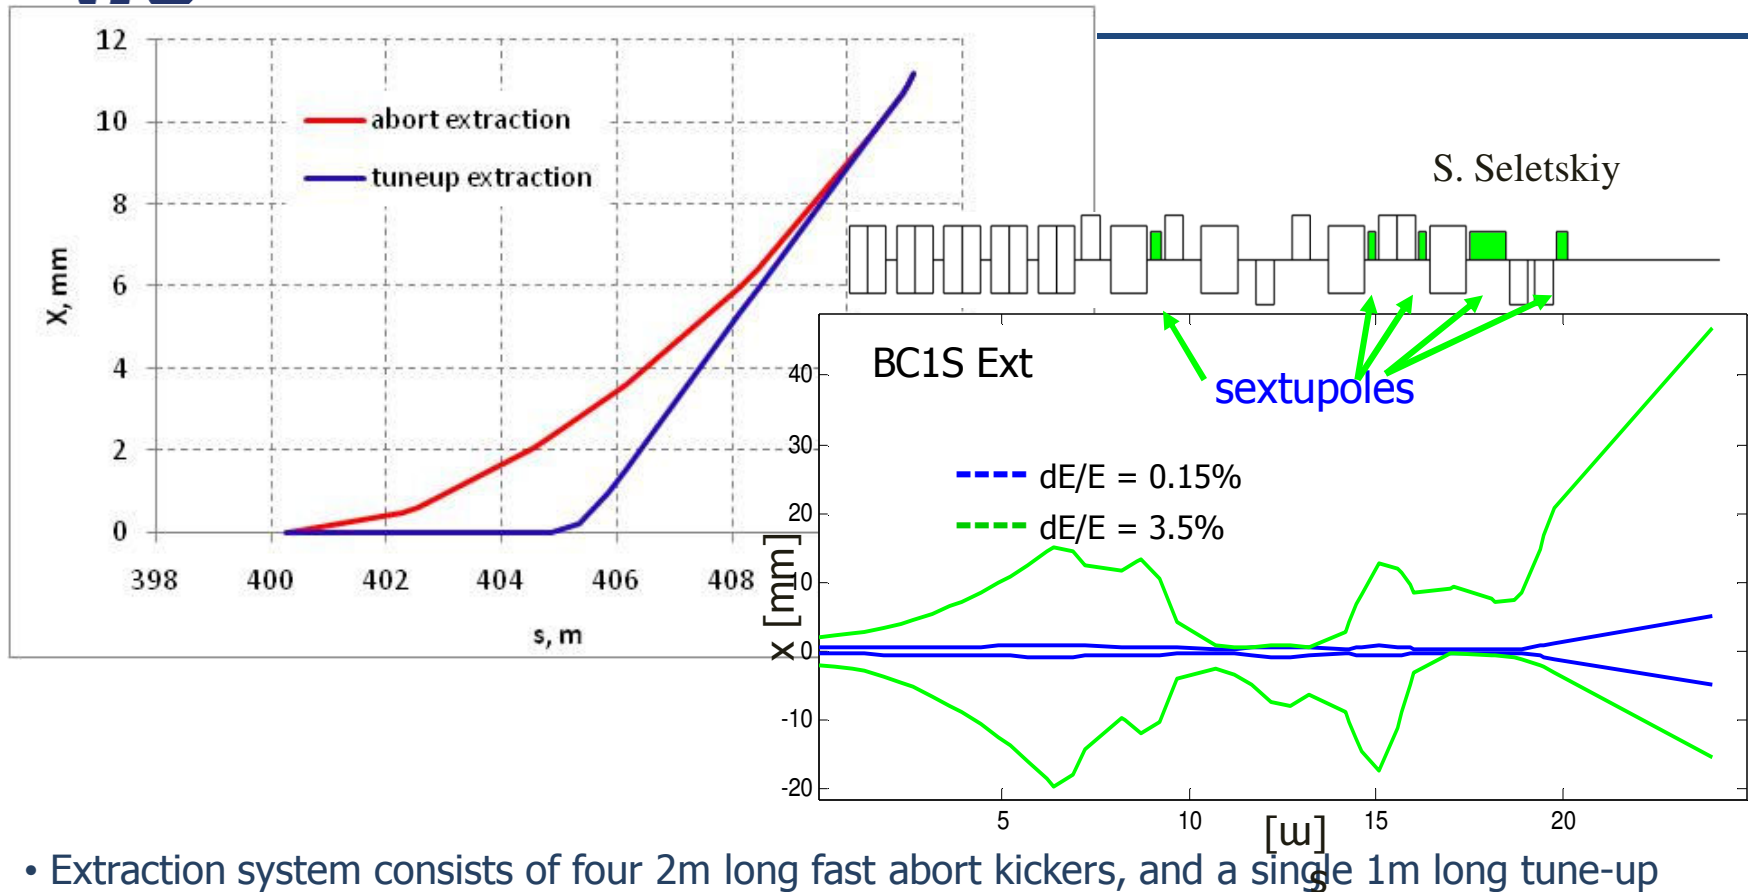 12
10
8
6
4
2
0
X, mm
abort extraction
tuneup extraction
398 400 402 404 406 408
s, m
S. Seletskiy
BC1S Ext
sextupoles
dE/E = 0.15%
dE/E = 3.5%
40
30
20
10
0
-10
-20
x [mm]
5 10 15 20
s [m]
• Extraction system consists of four 2m long fast abort kickers, and a single 1m long tune-up